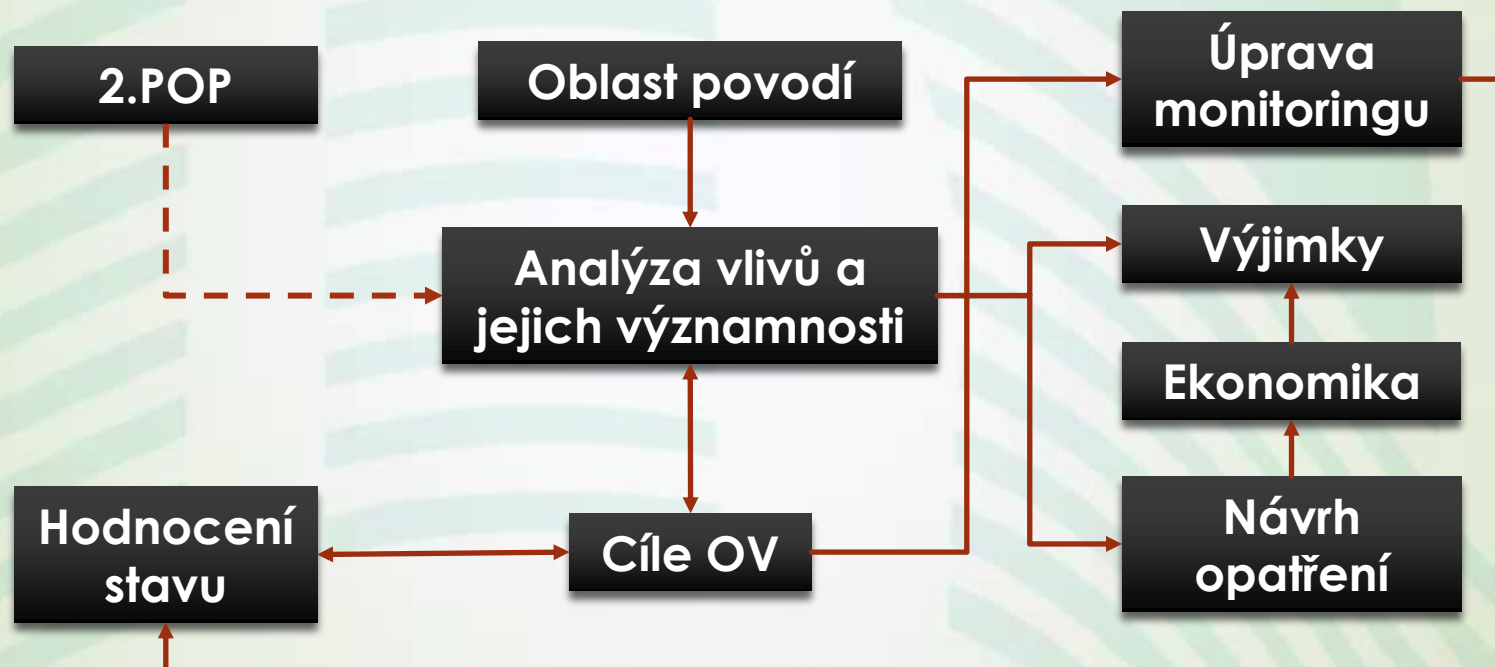 2.POP
Oblast povodí
Úprava
monitoringu
Analýza vlivů a
jejich významnosti
Výjimky
Ekonomika
Hodnocení
stavu
Cíle OV
Návrh
opatření